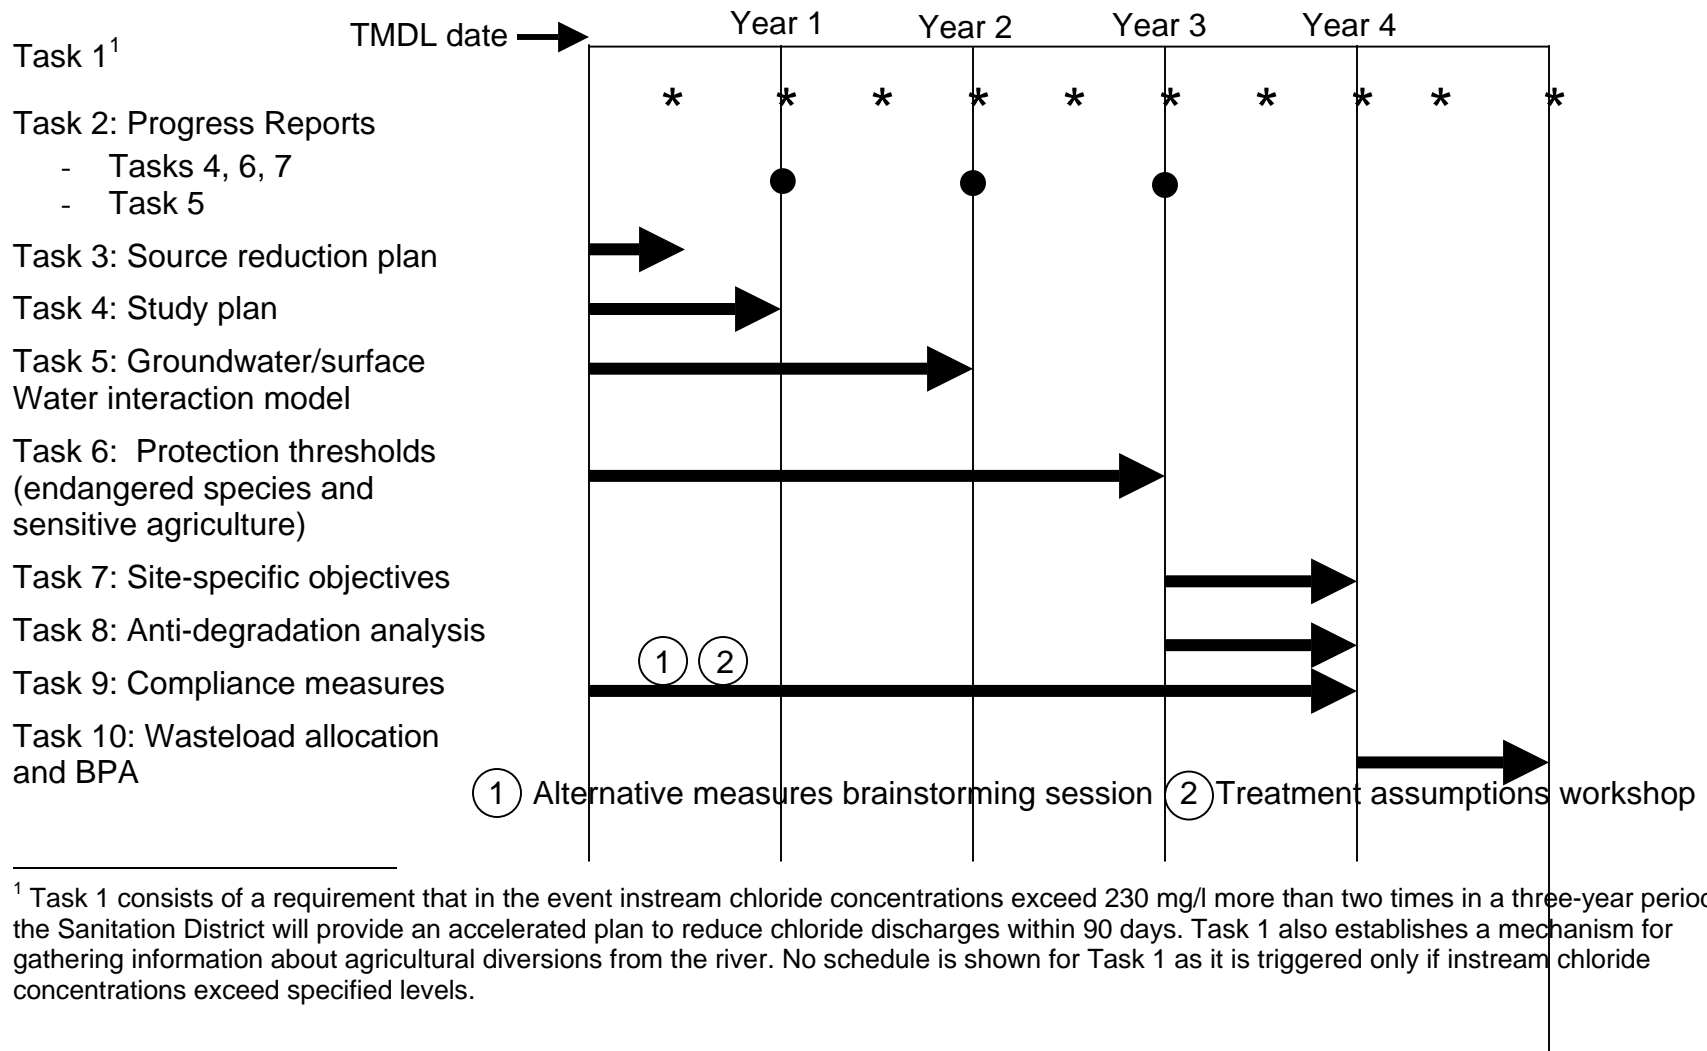 TMDL date
Year 1
Year 2
Year 3
Year 4
Task 1¹
* * * * * * * * * *
Task 2: Progress Reports
- Tasks 4, 6, 7
- Task 5
Task 3: Source reduction plan
Task 4: Study plan
Task 5: Groundwater/surface
Water interaction model
Task 6: Protection thresholds
(endangered species and
sensitive agriculture)
Task 7: Site-specific objectives
Task 8: Anti-degradation analysis
1 2
Task 9: Compliance measures
Task 10: Wasteload allocation
and BPA
1 Alternative measures brainstorming session 2 Treatment assumptions workshop
¹ Task 1 consists of a requirement that in the event instream chloride concentrations exceed 230 mg/l more than two times in a three-year period
the Sanitation District will provide an accelerated plan to reduce chloride discharges within 90 days. Task 1 also establishes a mechanism for
gathering information about agricultural diversions from the river. No schedule is shown for Task 1 as it is triggered only if instream chloride
concentrations exceed specified levels.